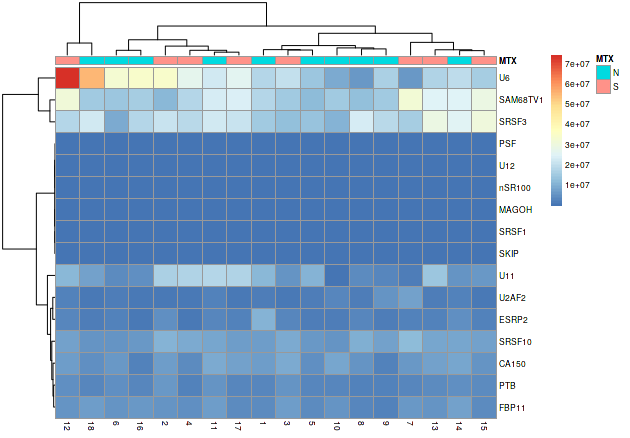 MTX
MTX
N
S
7e+07
6e+07
5e+07
4e+07
3e+07
2e+07
1e+07
U6
SAM68TV1
SRSF3
PSF
U12
nSR100
MAGOH
SRSF1
SKIP
U11
U2AF2
ESRP2
SRSF10
CA150
PTB
FBP11
12 18 6 16 2 4 11 17 1 3 5 10 8 9 7 13 14 15